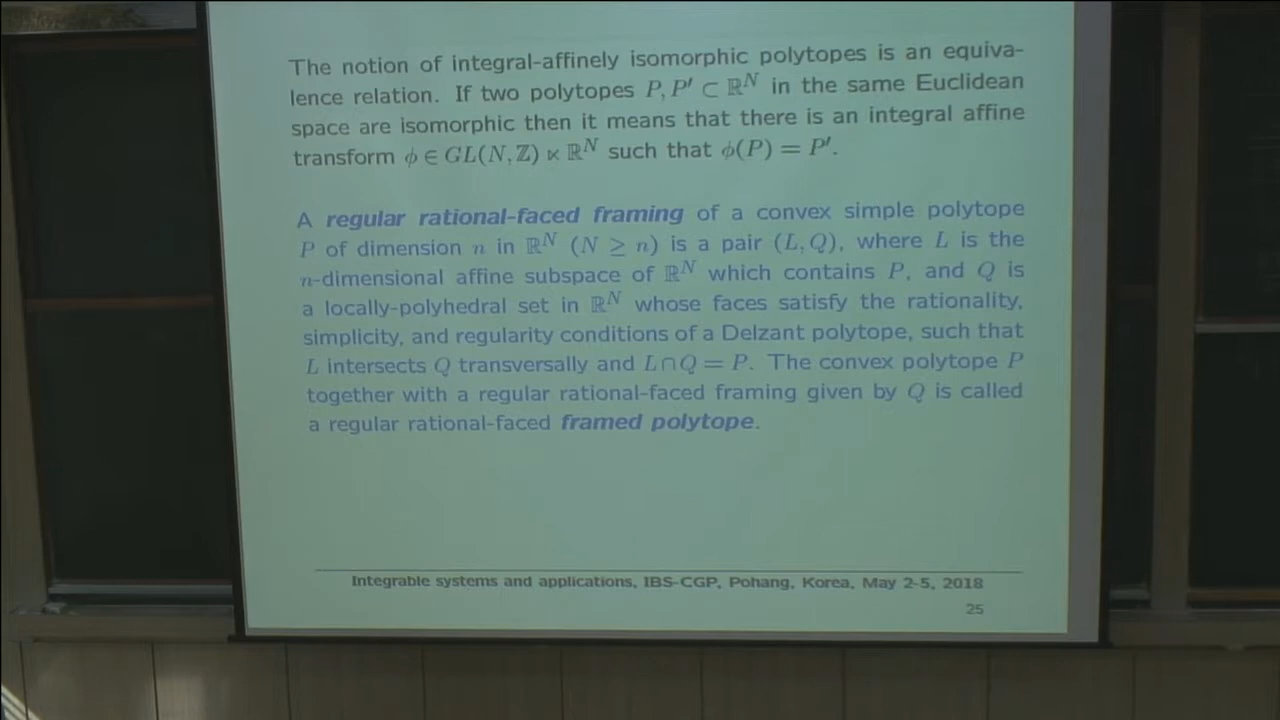 The notion of integral-affinely isomorphic polytopes is an equiva-
lence relation. If two polytopes P, P′ ⊂ ℝᴺ in the same Euclidean
space are isomorphic then it means that there is an integral affine
transform ϕ ∈ GL(N, ℤ) ⋉ ℝᴺ such that ϕ(P) = P′.
A regular rational-faced framing of a convex simple polytope
P of dimension n in ℝᴺ (N ≥ n) is a pair (L, Q), where L is the
n-dimensional affine subspace of ℝᴺ which contains P, and Q is
a locally-polyhedral set in ℝᴺ whose faces satisfy the rationality,
simplicity, and regularity conditions of a Delzant polytope, such that
L intersects Q transversally and L∩Q = P. The convex polytope P
together with a regular rational-faced framing given by Q is called
a regular rational-faced framed polytope.
Integrable systems and applications, IBS-CGP, Pohang, Korea, May 2-5, 2018
25